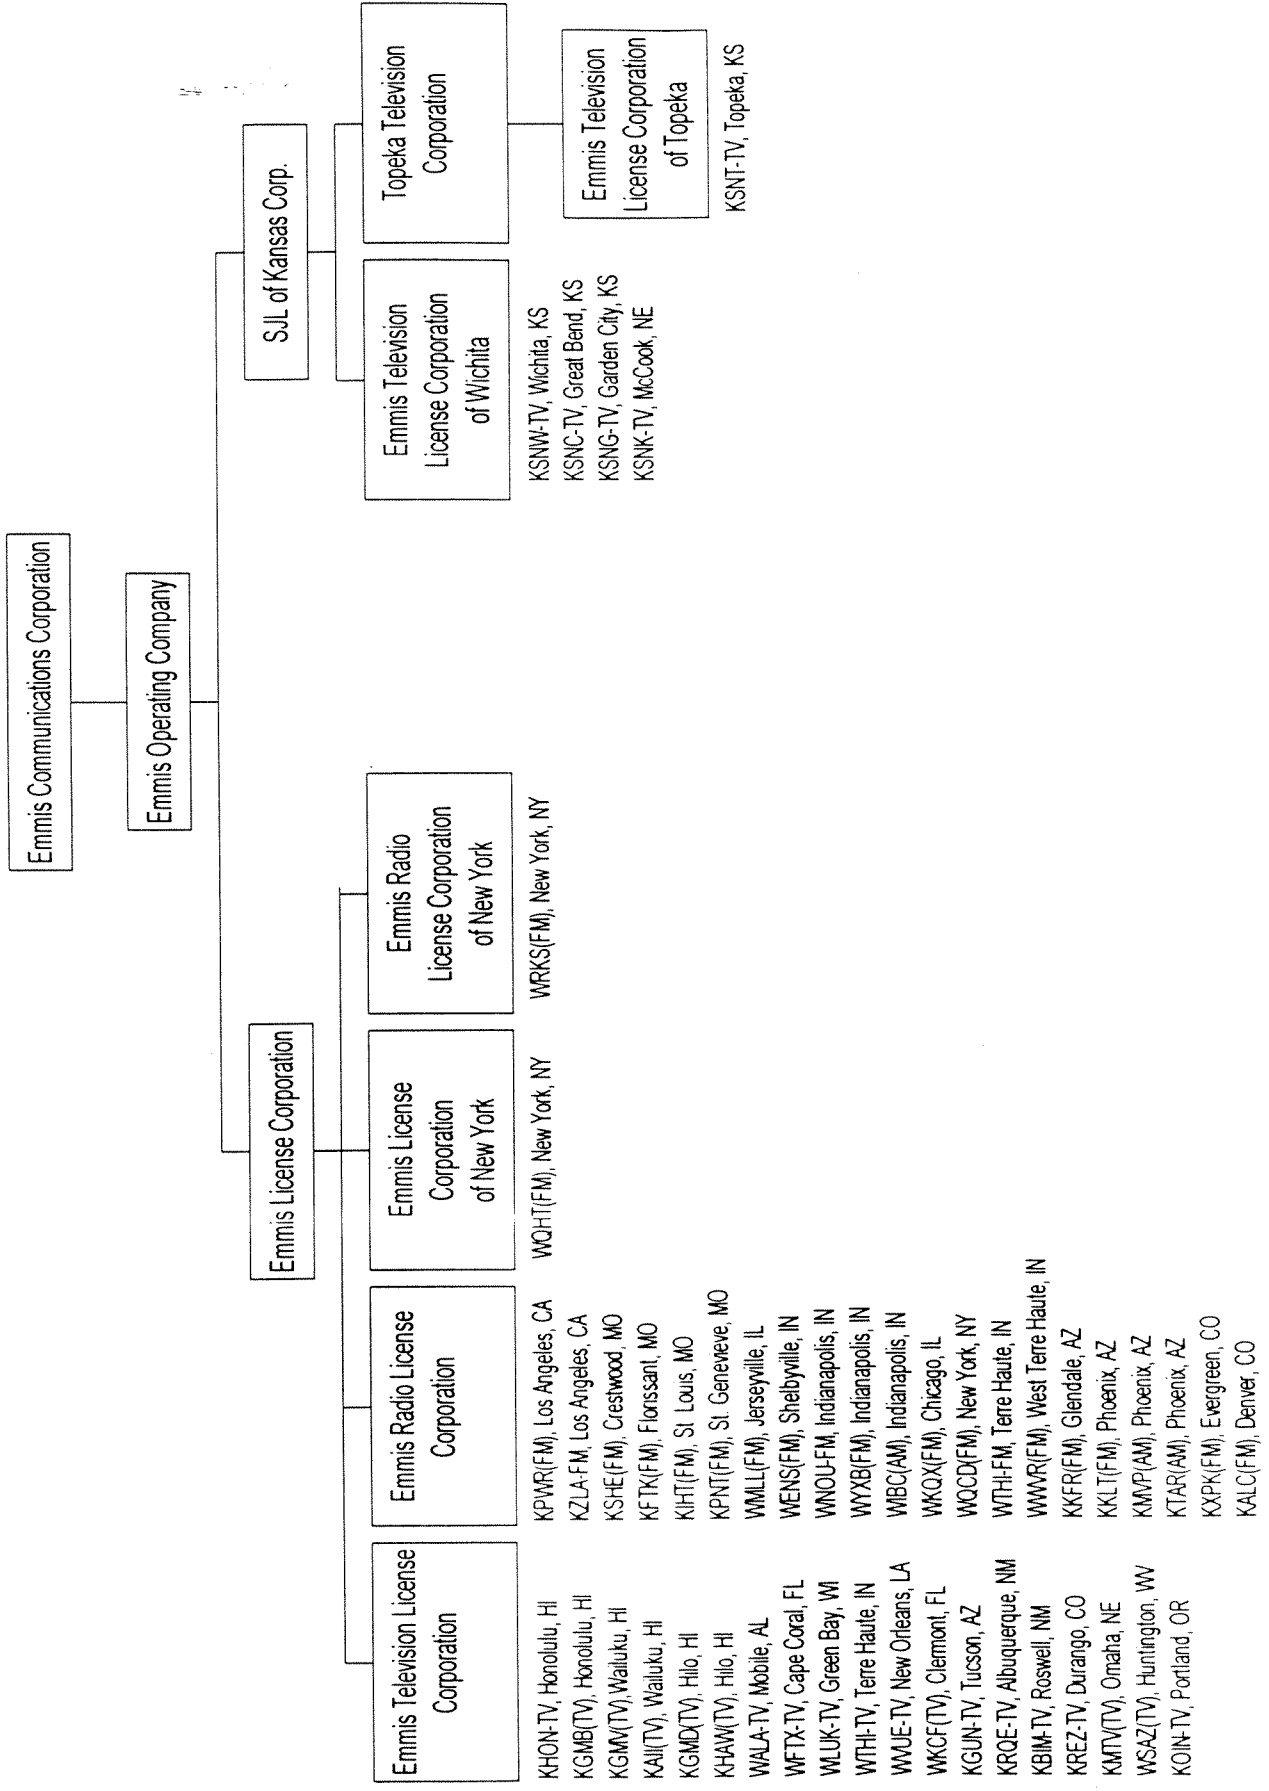 Emmis Communications Corporation
Emmis Operating Company
Emmis License Corporation
SJL of Kansas Corp.
Emmis Television License
Corporation
Emmis Radio License
Corporation
Emmis License
Corporation
of New York
Emmis Radio
License Corporation
of New York
Emmis Television
License Corporation
of Wichita
Topeka Television
Corporation
KHON-TV, Honolulu, HI
KGMB(TV), Honolulu, HI
KGMV(TV), Wailuku, HI
KAII(TV), Wailuku, HI
KGMD(TV), Hilo, HI
KHAW(TV), Hilo, HI
WALA-TV, Mobile, AL
WFTX-TV, Cape Coral, FL
WLUK-TV, Green Bay, WI
WTHI-TV, Terre Haute, IN
WVUE-TV, New Orleans, LA
WKCF(TV), Clermont, FL
KGUN-TV, Tucson, AZ
KRQE-TV, Albuquerque, NM
KBIM-TV, Roswell, NM
KREZ-TV, Durango, CO
KMTV(TV), Omaha, NE
WSAZ(TV), Huntington, WV
KOIN-TV, Portland, OR
KPWR(FM), Los Angeles, CA
KZLA-FM, Los Angeles, CA
KSHE(FM), Crestwood, MO
KFTK(FM), Florissant, MO
KIHT(FM), St. Louis, MO
KPNT(FM), St. Genevieve, MO
WMLL(FM), Jerseyville, IL
WENS(FM), Shelbyville, IN
WNOU-FM, Indianapolis, IN
WYXB(FM), Indianapolis, IN
WIBC(AM), Indianapolis, IN
WKQX(FM), Chicago, IL
WQCD(FM), New York, NY
WTHI-FM, Terre Haute, IN
WWVR(FM), West Terre Haute, IN
KKFR(FM), Glendale, AZ
KKLT(FM), Phoenix, AZ
KMVP(AM), Phoenix, AZ
KTAR(AM), Phoenix, AZ
KXPK(FM), Evergreen, CO
KALC(FM), Denver, CO
WQHT(FM), New York, NY
WRKS(FM), New York, NY
KSNW-TV, Wichita, KS
KSNC-TV, Great Bend, KS
KSNG-TV, Garden City, KS
KSNK-TV, McCook, NE
Emmis Television
License Corporation
of Topeka
KSNT-TV, Topeka, KS